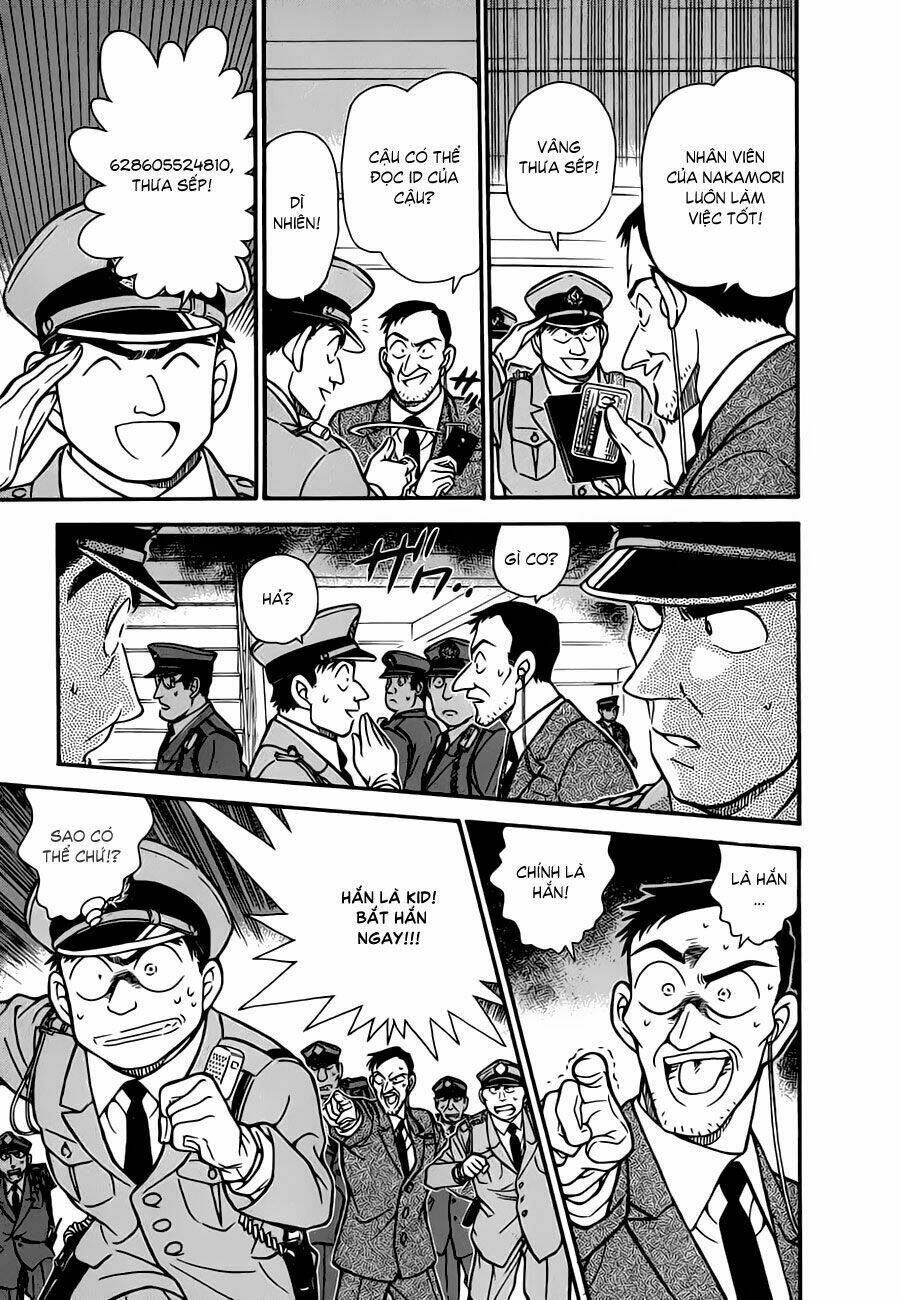 NHÂN VIÊN
CỦA NAKAMORI
LUÔN LÀM
VIỆC TỐT!
VÂNG
THƯA SẾP!
CẬU CÓ THỂ
ĐỌC ID CỦA
CẬU?
DĨ
NHIÊN!
628605524810,
THƯA SẾP!
GÌ CƠ?
HẢ?
LÀ HẮN
...
CHÍNH LÀ
HẮN!
HẮN LÀ KID!
BẮT HẮN
NGAY!!!
SAO CÓ
THỂ CHỨ!?